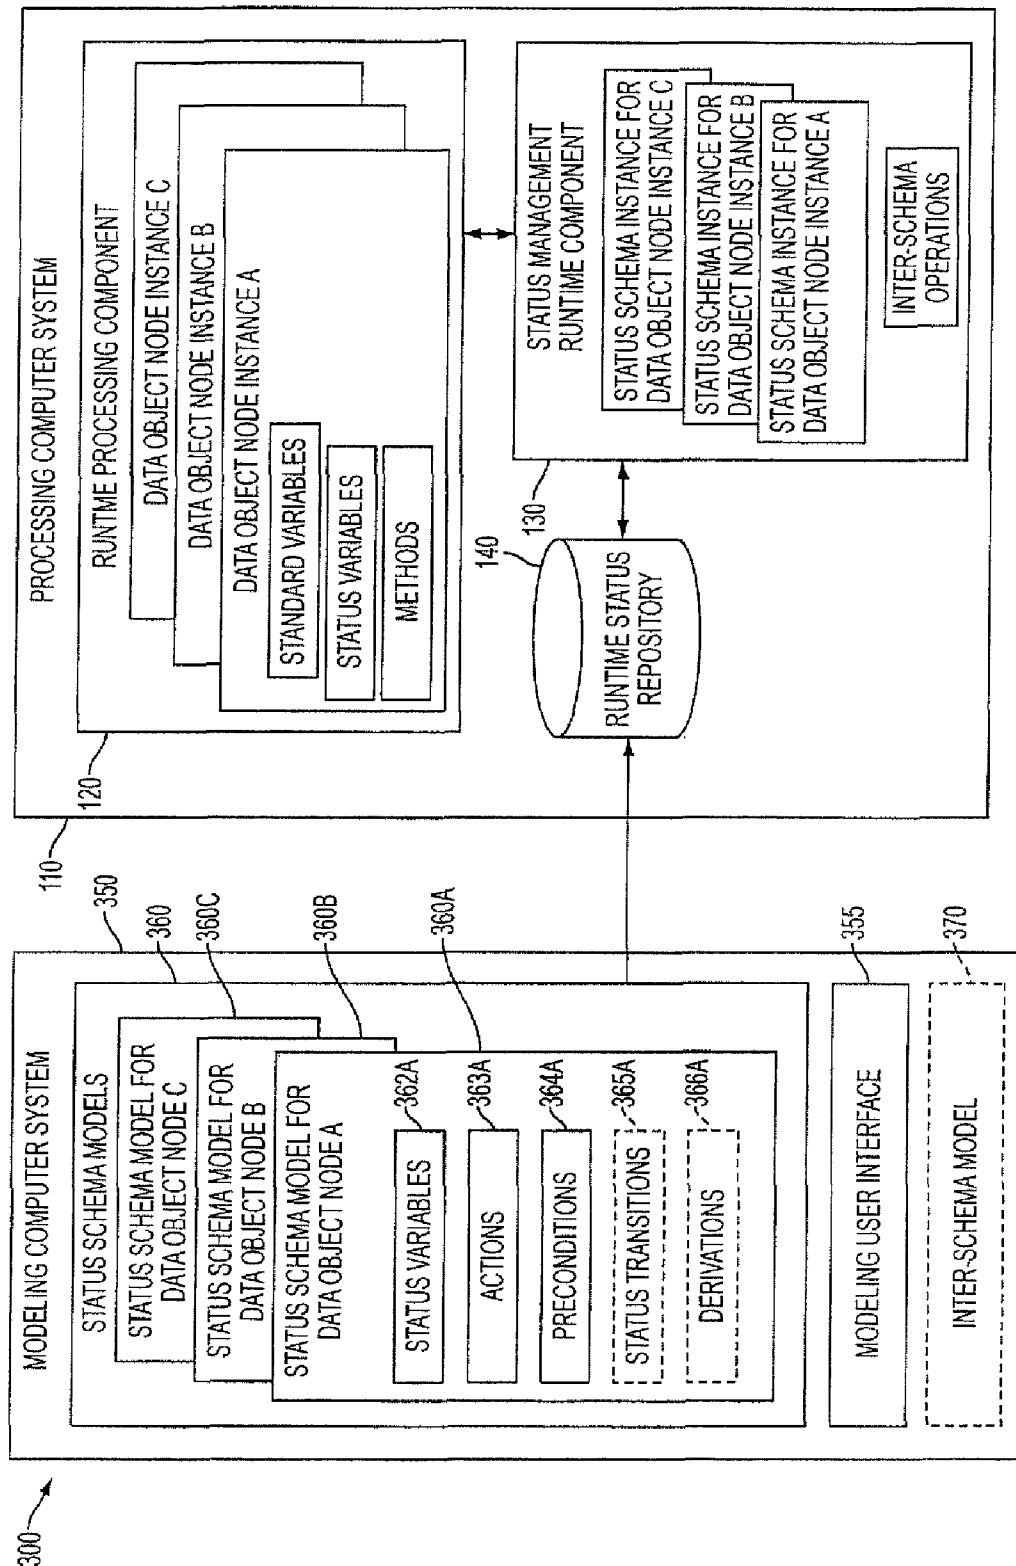 300
MODELING COMPUTER SYSTEM
350
STATUS SCHEMA MODELS
360
STATUS SCHEMA MODEL FOR
DATA OBJECT NODE C
360C
STATUS SCHEMA MODEL FOR
DATA OBJECT NODE B
360B
STATUS SCHEMA MODEL FOR
DATA OBJECT NODE A
360A
STATUS VARIABLES
362A
ACTIONS
363A
PRECONDITIONS
364A
STATUS TRANSITIONS
365A
DERIVATIONS
366A
MODELING USER INTERFACE
355
INTER-SCHEMA MODEL
370
110
PROCESSING COMPUTER SYSTEM
120
RUNTME PROCESSING COMPONENT
DATA OBJECT NODE INSTANCE C
DATA OBJECT NODE INSTANCE B
DATA OBJECT NODE INSTANCE A
STANDARD VARIABLES
STATUS VARIABLES
METHODS
140
RUNTIME STATUS
REPOSITORY
130
STATUS MANAGEMENT
RUNTIME COMPONENT
STATUS SCHEMA INSTANCE FOR
DATA OBJECT NODE INSTANCE C
STATUS SCHEMA INSTANCE FOR
DATA OBJECT NODE INSTANCE B
STATUS SCHEMA INSTANCE FOR
DATA OBJECT NODE INSTANCE A
INTER-SCHEMA
OPERATIONS